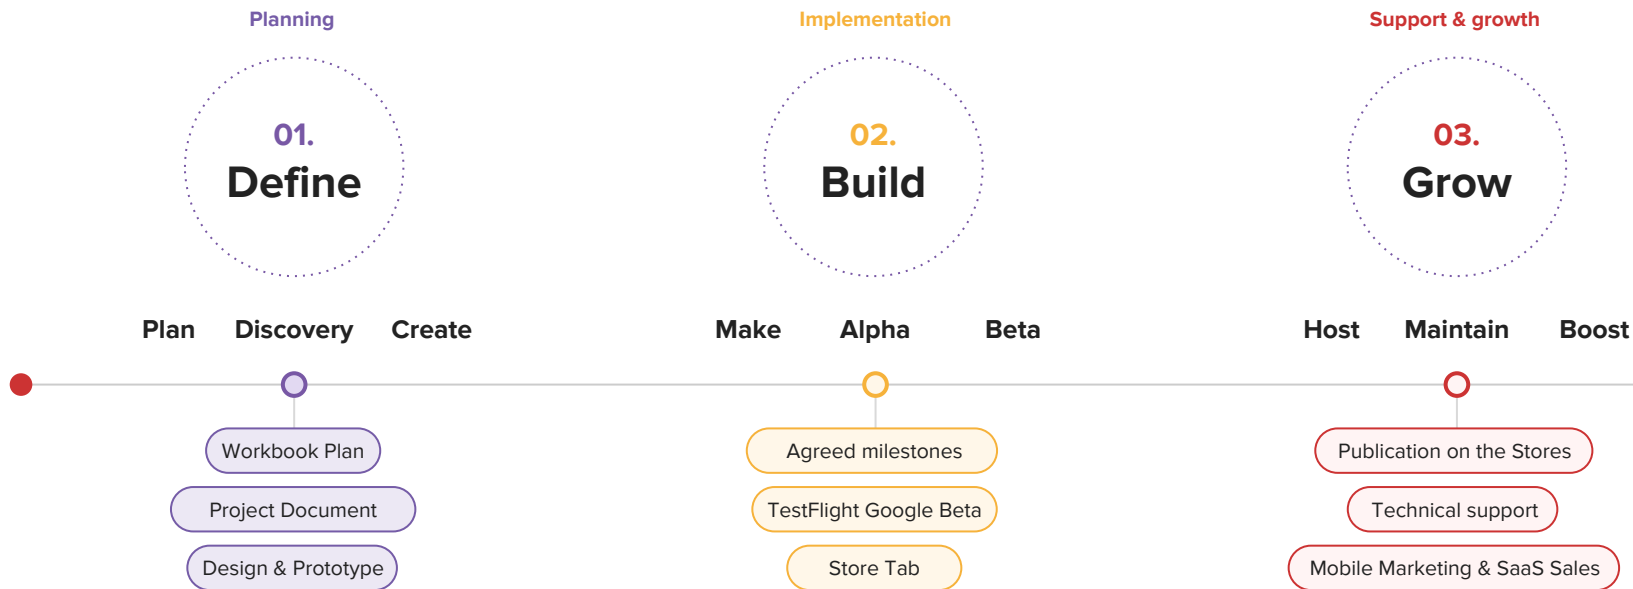 Planning
Implementation
Support & growth
01.
Define
02.
Build
03.
Grow
Plan Discovery Create
Make Alpha Beta
Host Maintain Boost
Workbook Plan
Project Document
Design & Prototype
Agreed milestones
TestFlight Google Beta
Store Tab
Publication on the Stores
Technical support
Mobile Marketing & SaaS Sales